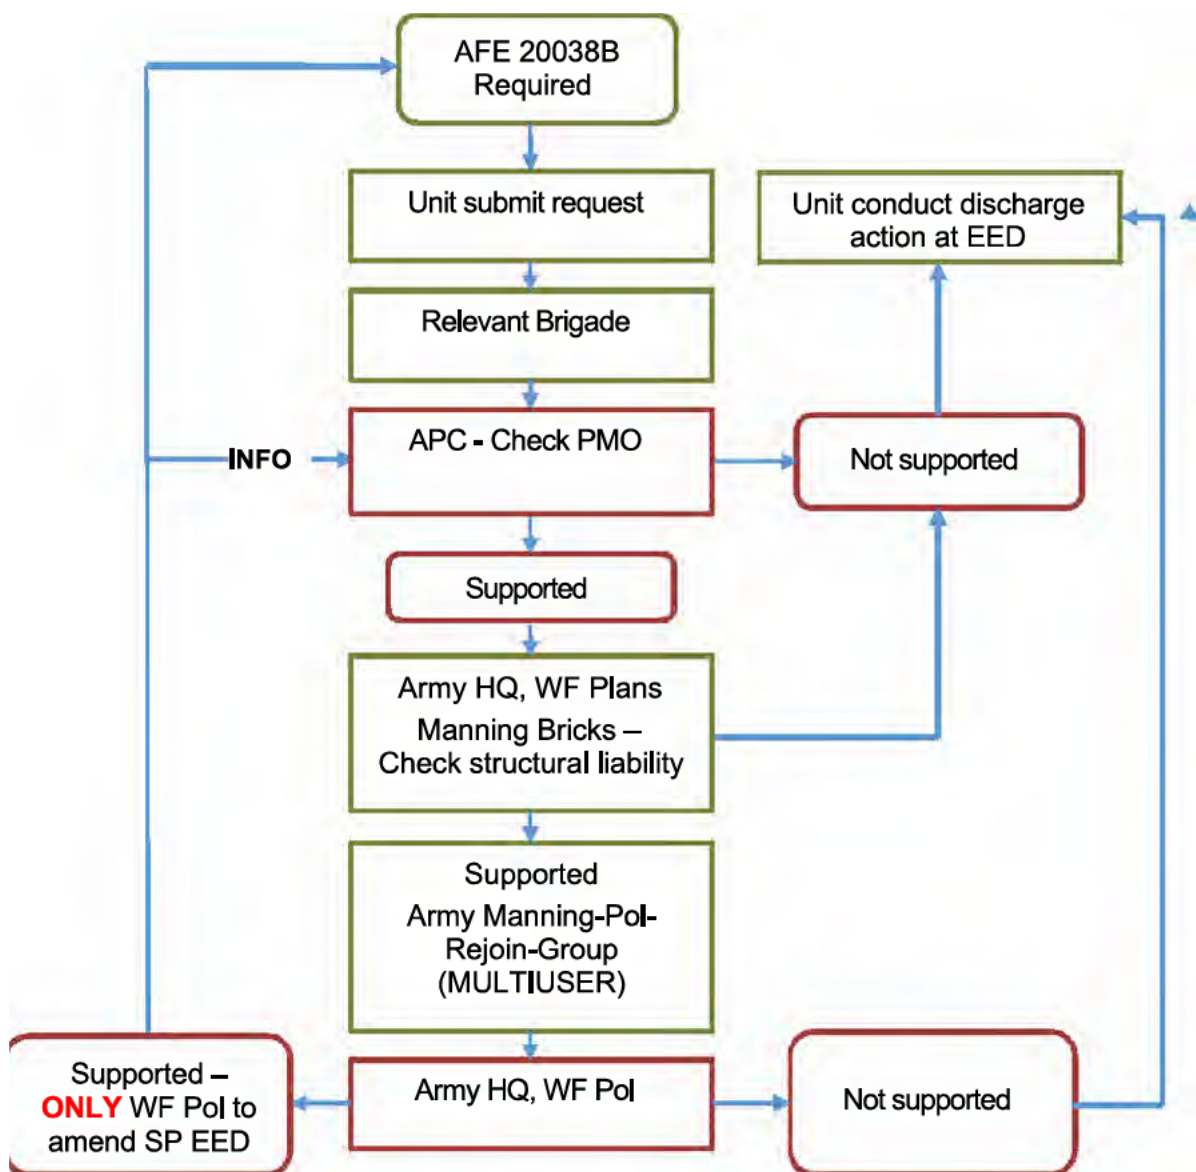 AFE 20038B
Required
Unit submit request
Unit conduct discharge
action at EED
Relevant Brigade
APC - Check PMO
INFO
Not supported
Supported
Army HQ, WF Plans
Manning Bricks –
Check structural liability
Supported
Army Manning-Pol-
Rejoin-Group
(MULTIUSER)
Supported –
ONLY WF Pol to
amend SP EED
Army HQ, WF Pol
Not supported